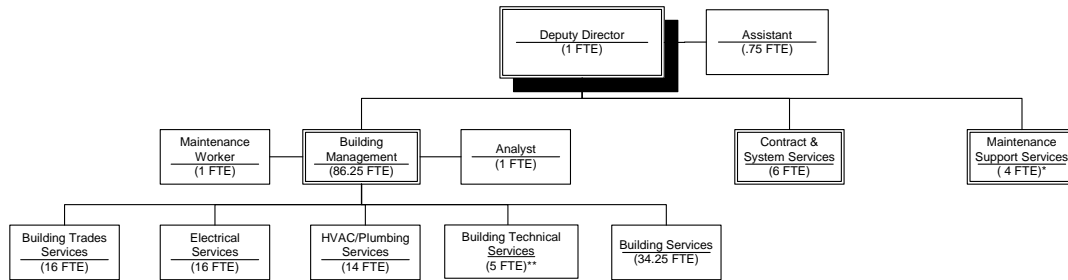 Deputy Director
(1 FTE)
Assistant
(.75 FTE)
Maintenance
Worker
(1 FTE)
Building
Management
(86.25 FTE)
Analyst
(1 FTE)
Contract &
System Services
(6 FTE)
Maintenance
Support Services
( 4 FTE)*
Building Trades
Services
(16 FTE)
Electrical
Services
(16 FTE)
HVAC/Plumbing
Services
(14 FTE)
Building Technical
Services
(5 FTE)**
Building Services
(34.25 FTE)